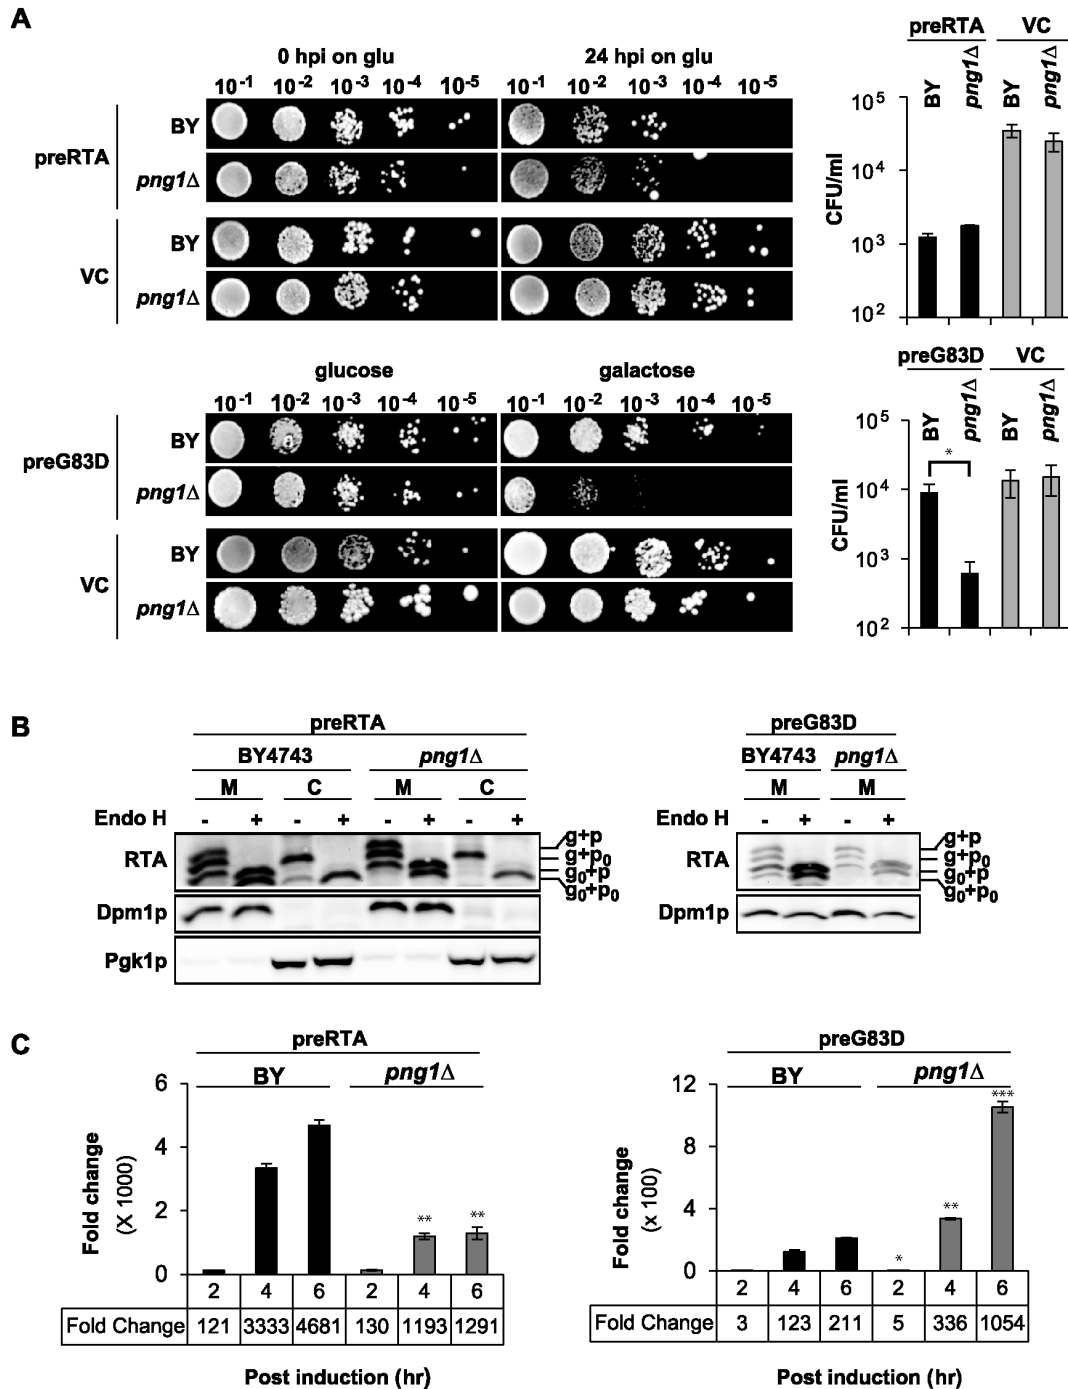 A
0 hpi on glu
24 hpi on glu
10-1 10-2 10-3 10-4 10-5
10-1 10-2 10-3 10-4 10-5
preRTA
BY
png1Δ
VC
BY
png1Δ
preRTA VC
BY png1Δ BY png1Δ
CFU/ml
10^5
10^4
10^3
10^2
glucose
galactose
10-1 10-2 10-3 10-4 10-5
10-1 10-2 10-3 10-4 10-5
preG83D
BY
png1Δ
VC
BY
png1Δ
preG83D VC
BY png1Δ BY png1Δ
*
CFU/ml
10^5
10^4
10^3
10^2
B
preRTA
BY4743 png1Δ
M C M C
Endo H - + - + - + - +
RTA
g+p
g+p0
g0+p
g0+p0
Dpm1p
Pgk1p
preG83D
BY4743 png1Δ
M M
Endo H - + - +
RTA
g+p
g+p0
g0+p
g0+p0
Dpm1p
C
preRTA
BY png1Δ
Fold change
(X 1000)
6
4
2
0
** **
2 4 6 2 4 6
Fold Change 121 3333 4681 130 1193 1291
Post induction (hr)
preG83D
BY png1Δ
Fold change
(x 100)
12
8
4
0
* ** ***
2 4 6 2 4 6
Fold Change 3 123 211 5 336 1054
Post induction (hr)